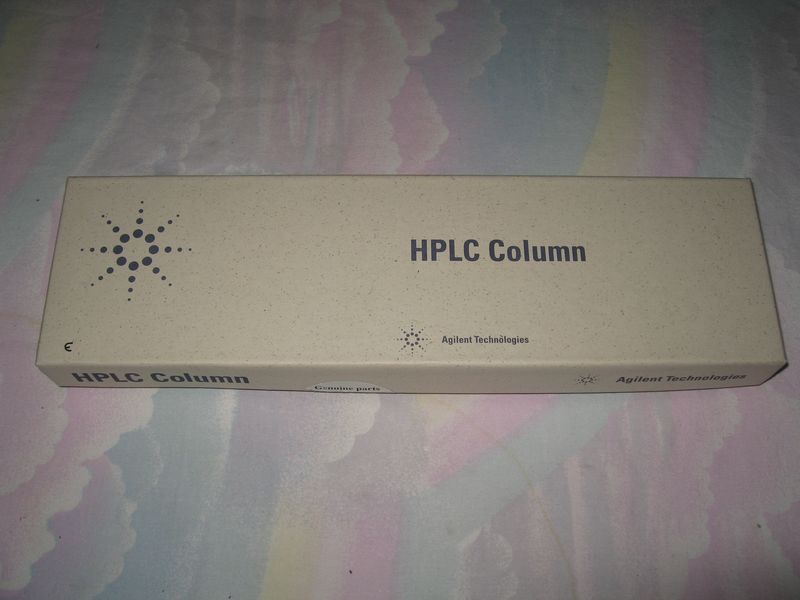 HPLC Column
Agilent Technologies
ϵ
HPLC Column
Genuine parts
Agilent Technologies